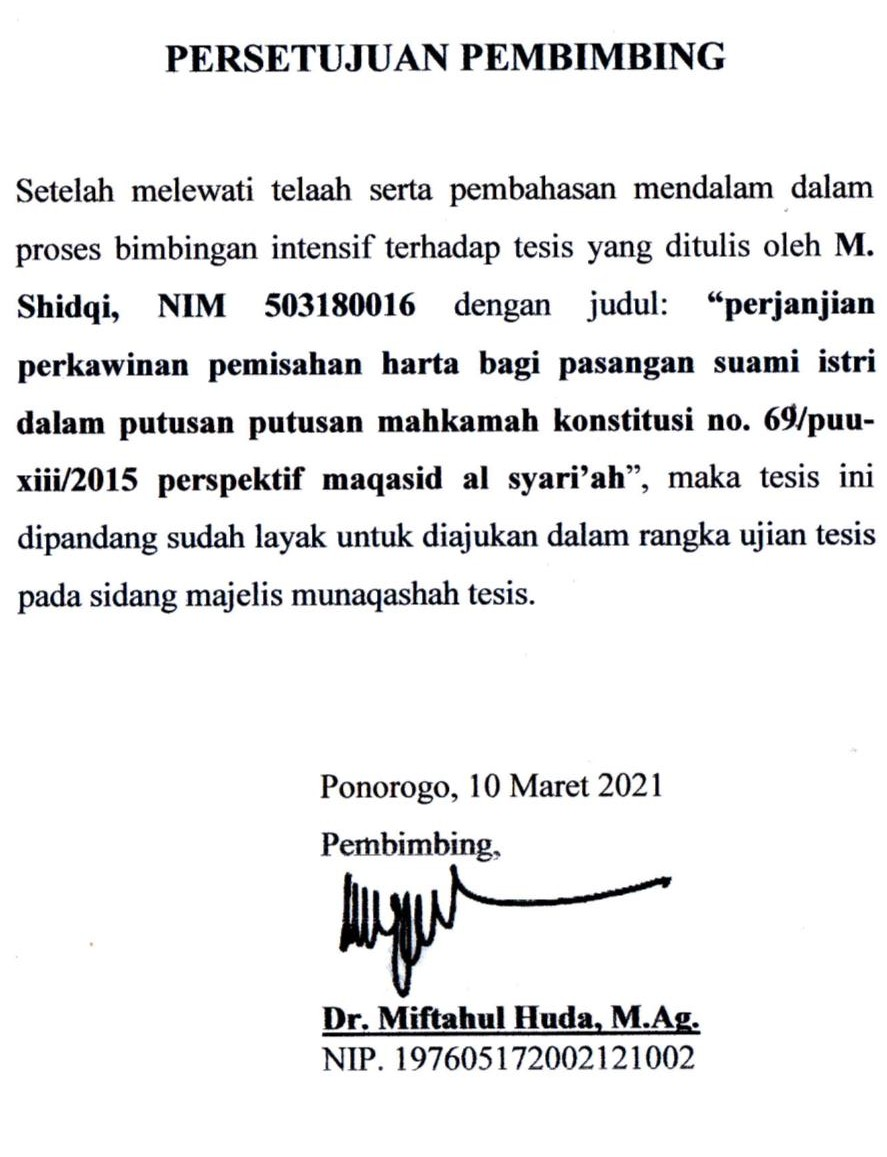 PERSETUJUAN PEMBIMBING
Setelah melewati telaah serta pembahasan mendalam dalam
proses bimbingan intensif terhadap tesis yang ditulis oleh M.
Shidqi, NIM 503180016 dengan judul: “perjanjian
perkawinan pemisahan harta bagi pasangan suami istri
dalam putusan putusan mahkamah konstitusi no. 69/puu-
xiii/2015 perspektif maqasid al syari’ah”, maka tesis ini
dipandang sudah layak untuk diajukan dalam rangka ujian tesis
pada sidang majelis munaqashah tesis.
Ponorogo, 10 Maret 2021
Pembimbing,
Dr. Miftahul Huda, M.Ag.
NIP. 197605172002121002